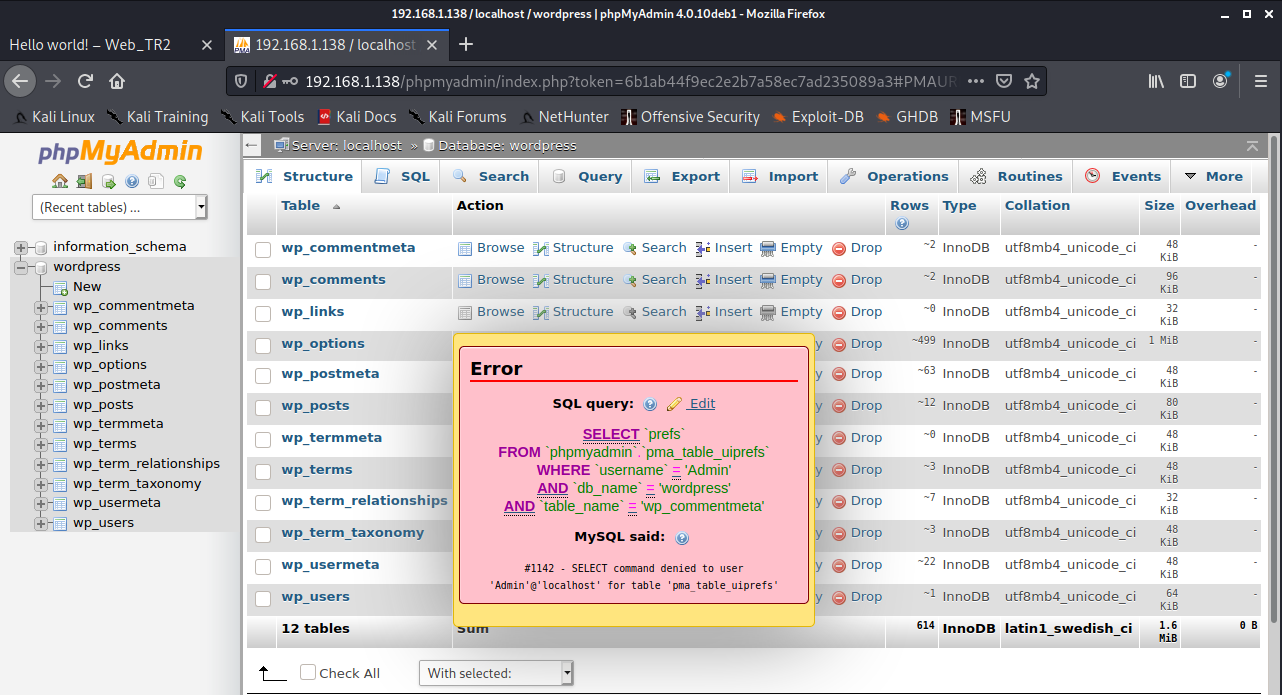 192.168.1.138 / localhost / wordpress | phpMyAdmin 4.0.10deb1 - Mozilla Firefox
Hello world! – Web_TR2
192.168.1.138 / localhost
192.168.1.138/phpmyadmin/index.php?token=6b1ab44f9ec2e2b7a58ec7ad235089a3#PMAUR
Kali Linux Kali Training Kali Tools Kali Docs Kali Forums NetHunter Offensive Security Exploit-DB GHDB MSFU
phpMyAdmin
(Recent tables) ...
information_schema
wordpress
New
wp_commentmeta
wp_comments
wp_links
wp_options
wp_postmeta
wp_posts
wp_termmeta
wp_terms
wp_term_relationships
wp_term_taxonomy
wp_usermeta
wp_users
Server: localhost » Database: wordpress
Structure SQL Search Query Export Import Operations Routines Events More
Table Action Rows Type Collation Size Overhead
wp_commentmeta Browse Structure Search Insert Empty Drop ~2 InnoDB utf8mb4_unicode_ci 48 KiB -
wp_comments Browse Structure Search Insert Empty Drop ~2 InnoDB utf8mb4_unicode_ci 96 KiB -
wp_links Browse Structure Search Insert Empty Drop ~0 InnoDB utf8mb4_unicode_ci 32 KiB -
wp_options y Drop ~499 InnoDB utf8mb4_unicode_ci 1 MiB -
wp_postmeta y Drop ~63 InnoDB utf8mb4_unicode_ci 48 KiB -
wp_posts y Drop ~12 InnoDB utf8mb4_unicode_ci 80 KiB -
wp_termmeta y Drop ~0 InnoDB utf8mb4_unicode_ci 48 KiB -
wp_terms y Drop ~3 InnoDB utf8mb4_unicode_ci 48 KiB -
wp_term_relationships y Drop ~7 InnoDB utf8mb4_unicode_ci 32 KiB -
wp_term_taxonomy y Drop ~3 InnoDB utf8mb4_unicode_ci 48 KiB -
wp_usermeta y Drop ~22 InnoDB utf8mb4_unicode_ci 48 KiB -
wp_users y Drop ~1 InnoDB utf8mb4_unicode_ci 64 KiB -
12 tables Sum 614 InnoDB latin1_swedish_ci 1.6 MiB 0 B
Check All With selected:
Error
SQL query: Edit
SELECT `prefs`
FROM `phpmyadmin`.`pma_table_uiprefs`
WHERE `username` = 'Admin'
AND `db_name` = 'wordpress'
AND `table_name` = 'wp_commentmeta'
MySQL said:
#1142 - SELECT command denied to user
'Admin'@'localhost' for table 'pma_table_uiprefs'